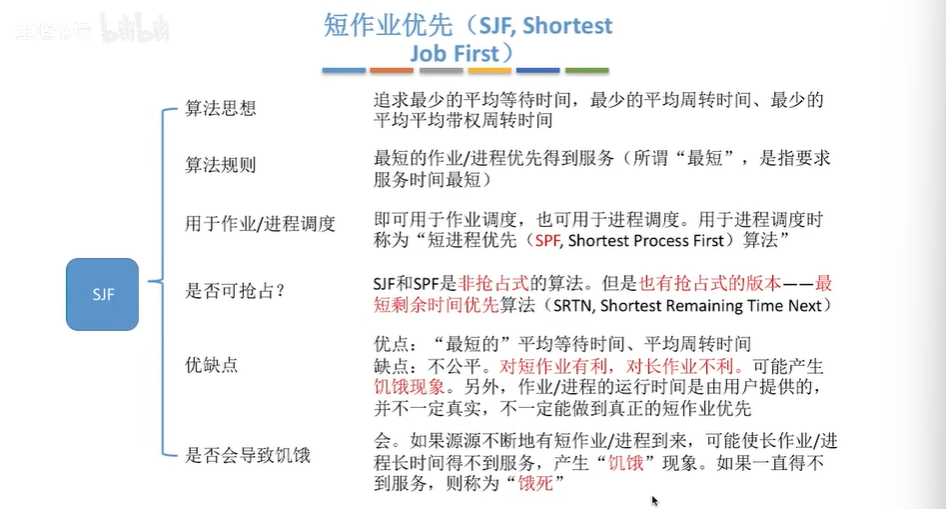 王道论坛 bilibili
短作业优先（SJF, Shortest
Job First）
SJF
算法思想
追求最少的平均等待时间，最少的平均周转时间、最少的
平均平均带权周转时间
算法规则
最短的作业/进程优先得到服务（所谓“最短”，是指要求
服务时间最短）
用于作业/进程调度
即可用于作业调度，也可用于进程调度。用于进程调度时
称为“短进程优先（SPF, Shortest Process First）算法”
是否可抢占？
SJF和SPF是非抢占式的算法。但是也有抢占式的版本——最
短剩余时间优先算法（SRTN, Shortest Remaining Time Next）
优缺点
优点：“最短的”平均等待时间、平均周转时间
缺点：不公平。对短作业有利，对长作业不利。可能产生
饥饿现象。另外，作业/进程的运行时间是由用户提供的，
并不一定真实，不一定能做到真正的短作业优先
是否会导致饥饿
会。如果源源不断地有短作业/进程到来，可能使长作业/进
程长时间得不到服务，产生“饥饿”现象。如果一直得不
到服务，则称为“饿死”